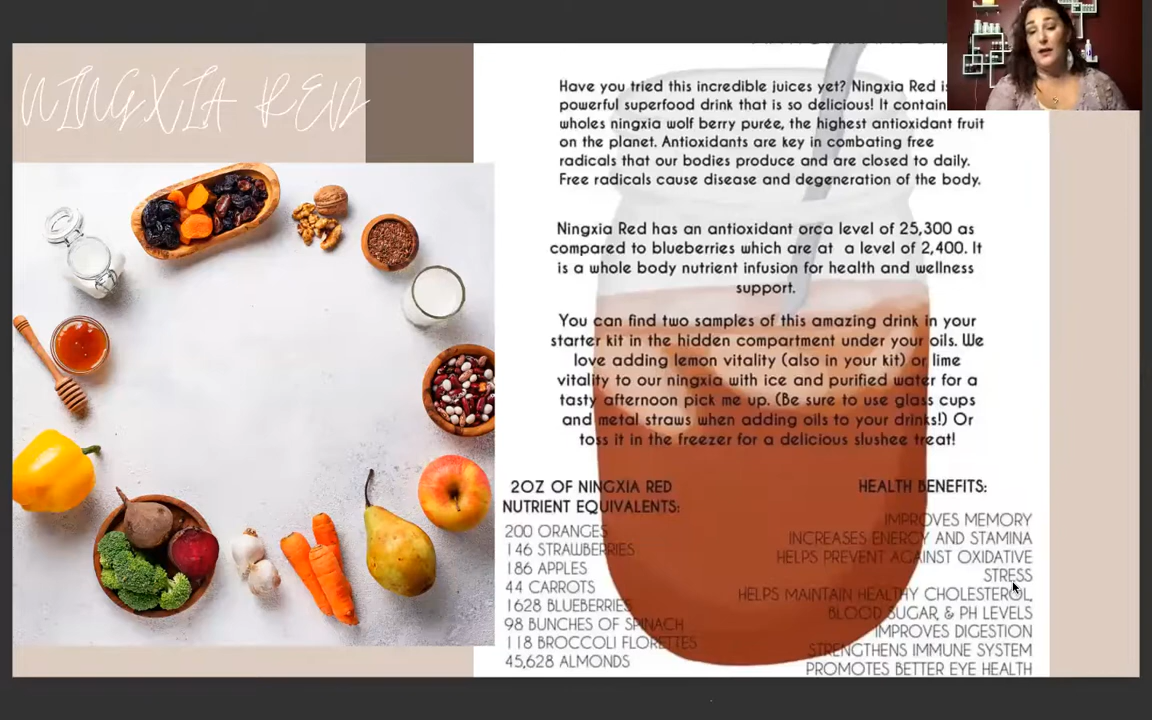 NINGXIA RED
Have you tried this incredible juices yet? Ningxia Red is
powerful superfood drink that is so delicious! It contain
wholes ningxia wolf berry purée, the highest antioxidant fruit
on the planet. Antioxidants are key in combating free
radicals that our bodies produce and are closed to daily.
Free radicals cause disease and degeneration of the body.
Ningxia Red has an antioxidant orca level of 25,300 as
compared to blueberries which are at a level of 2,400. It
is a whole body nutrient infusion for health and wellness
support.
You can find two samples of this amazing drink in your
starter kit in the hidden compartment under your oils. We
love adding lemon vitality (also in your kit) or lime
vitality to our ningxia with ice and purified water for a
tasty afternoon pick me up. (Be sure to use glass cups
and metal straws when adding oils to your drinks!) Or
toss it in the freezer for a delicious slushee treat!
2OZ OF NINGXIA RED
NUTRIENT EQUIVALENTS:
200 ORANGES
146 STRAWBERRIES
186 APPLES
44 CARROTS
1628 BLUEBERRIES
98 BUNCHES OF SPINACH
118 BROCCOLI FLORETTES
45,628 ALMONDS
HEALTH BENEFITS:
IMPROVES MEMORY
INCREASES ENERGY AND STAMINA
HELPS PREVENT AGAINST OXIDATIVE
STRESS
HELPS MAINTAIN HEALTHY CHOLESTEROL,
BLOOD SUGAR, & PH LEVELS
IMPROVES DIGESTION
STRENGTHENS IMMUNE SYSTEM
PROMOTES BETTER EYE HEALTH